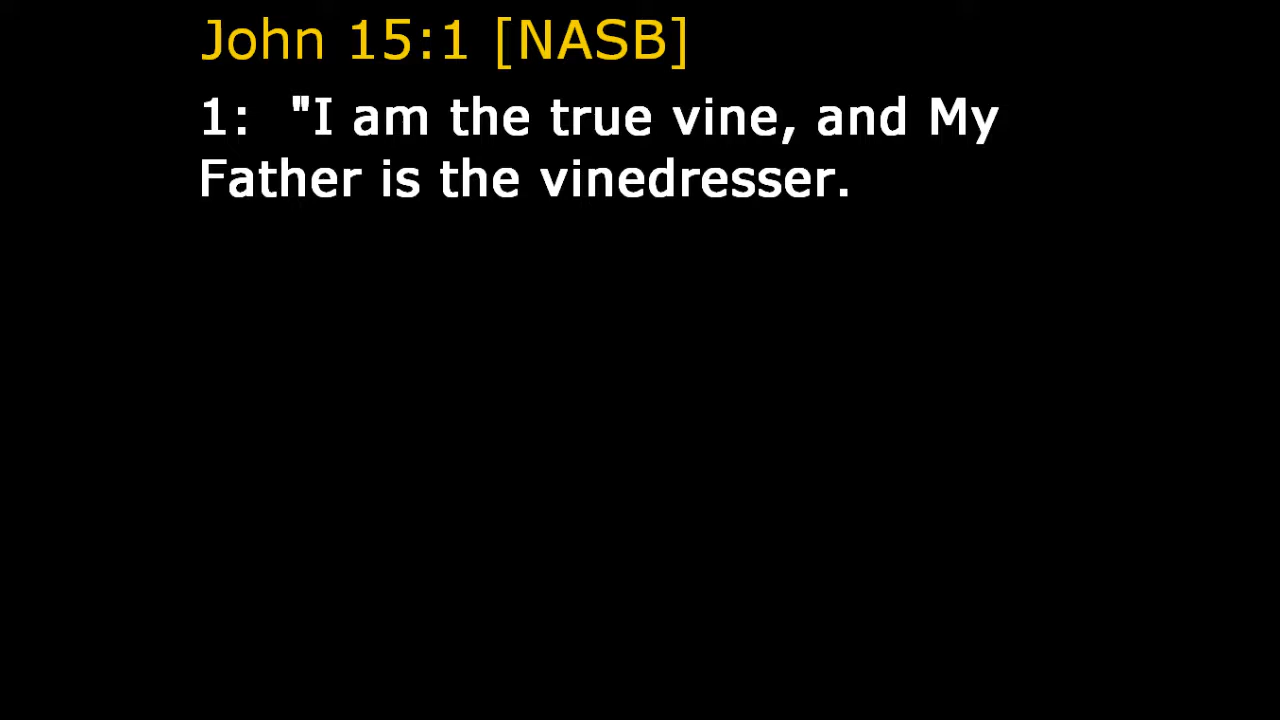 John 15:1 [NASB]
1:  "I am the true vine, and My
Father is the vinedresser.